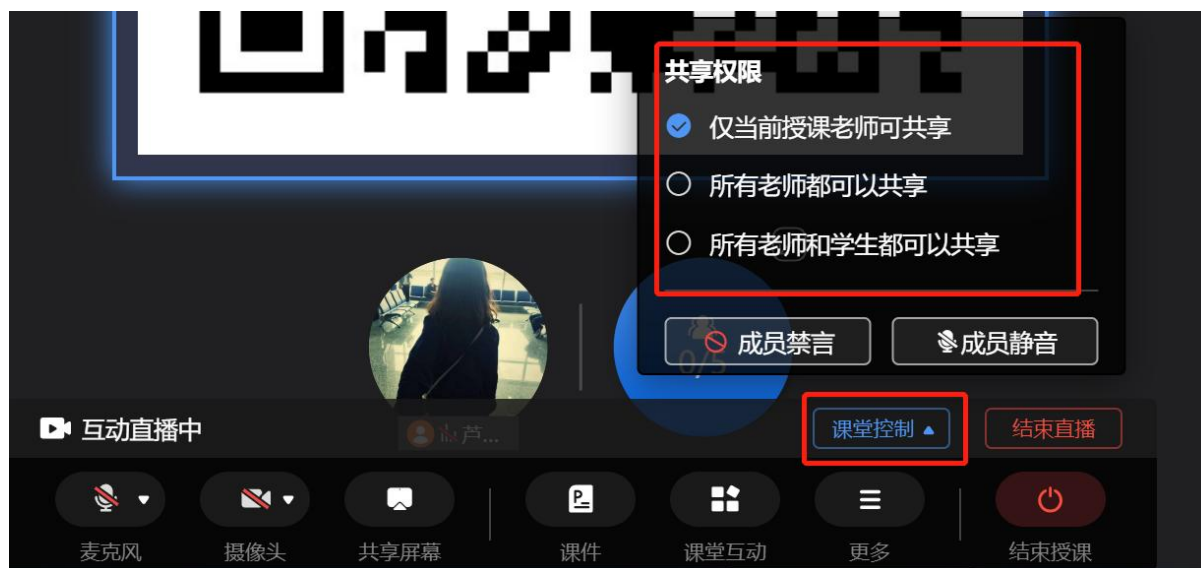 共享权限
仅当前授课老师可共享
所有老师都可以共享
所有老师和学生都可以共享
成员禁言
成员静音
0/5
芦...
互动直播中
课堂控制
结束直播
麦克风
摄像头
共享屏幕
课件
课堂互动
更多
结束授课